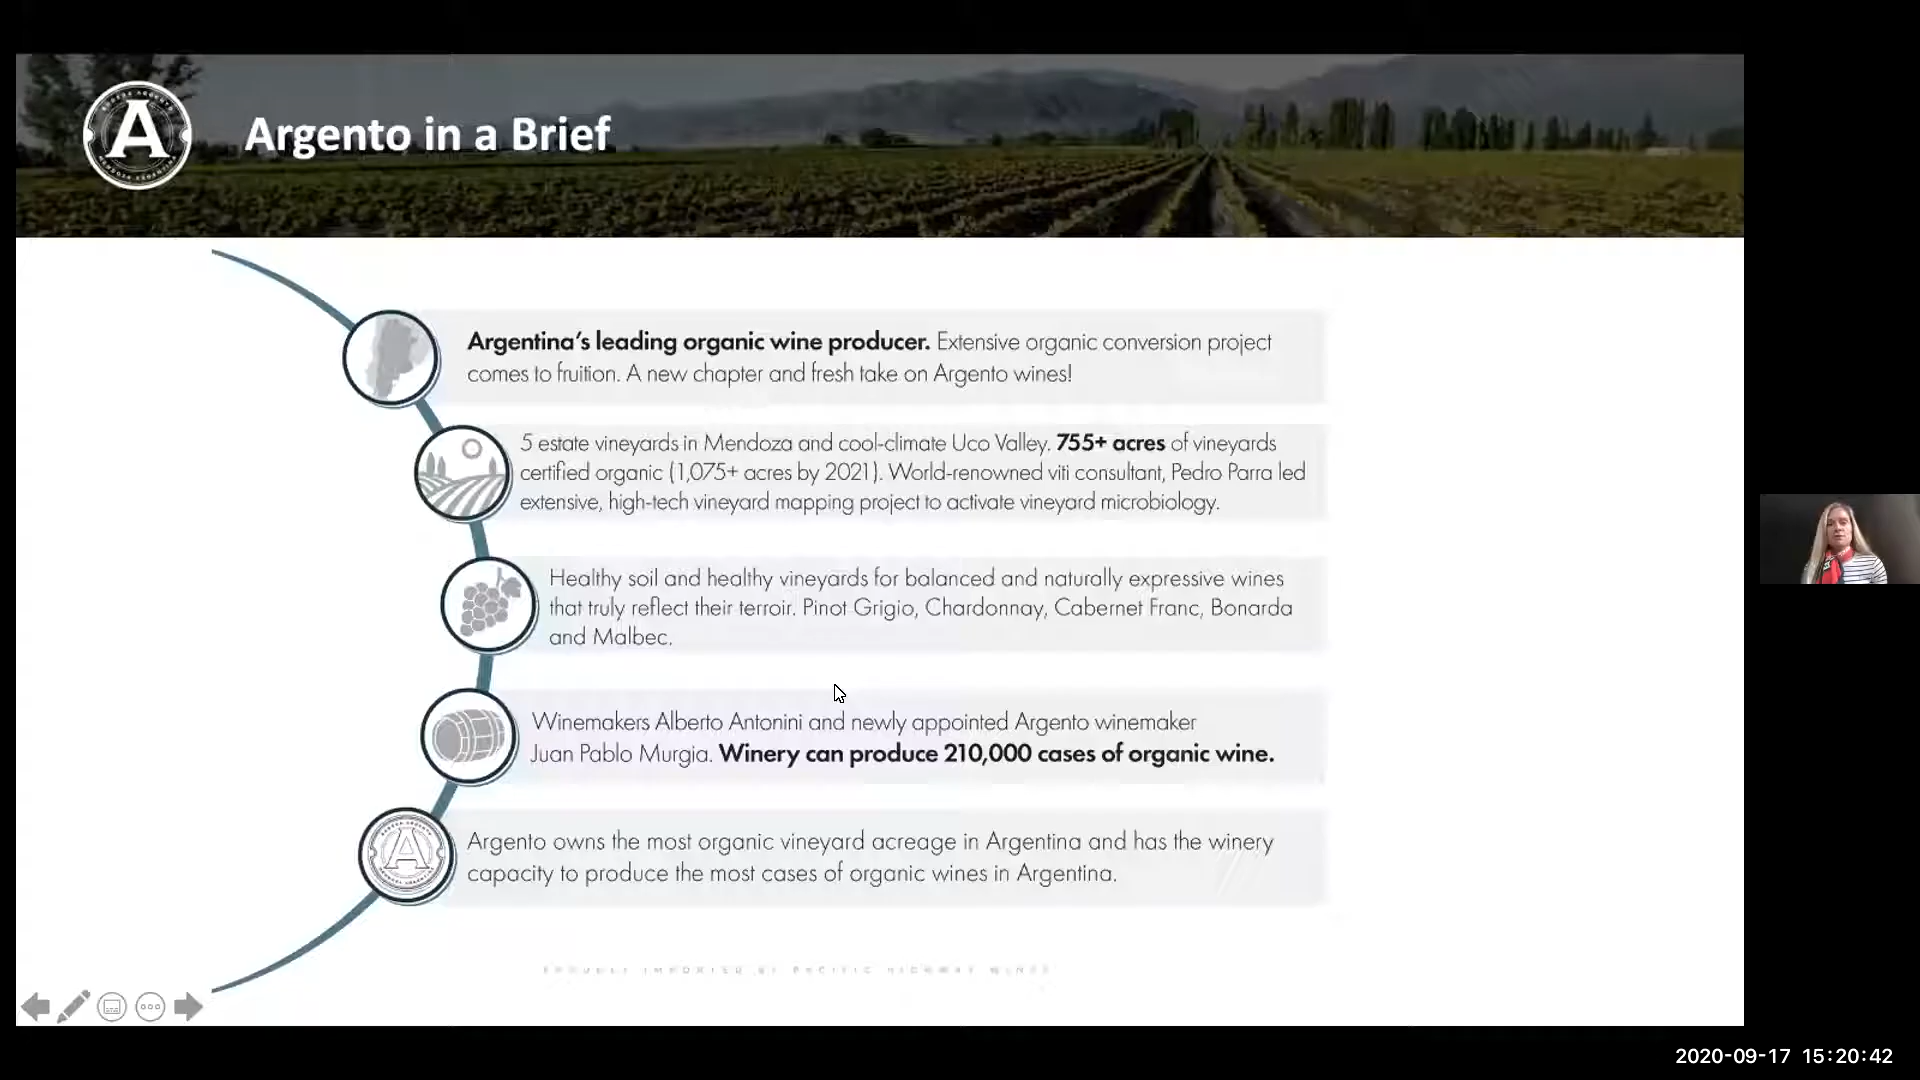 A
Argento in a Brief
Argentina's leading organic wine producer. Extensive organic conversion project
comes to fruition. A new chapter and fresh take on Argento wines!
5 estate vineyards in Mendoza and cool-climate Uco Valley. 755+ acres of vineyards
certified organic (1,075+ acres by 2021). World-renowned viti consultant, Pedro Parra led
extensive, high-tech vineyard mapping project to activate vineyard microbiology.
Healthy soil and healthy vineyards for balanced and naturally expressive wines
that truly reflect their terroir. Pinot Grigio, Chardonnay, Cabernet Franc, Bonarda
and Malbec.
Winemakers Alberto Antonini and newly appointed Argento winemaker
Juan Pablo Murgia. Winery can produce 210,000 cases of organic wine.
A
Argento owns the most organic vineyard acreage in Argentina and has the winery
capacity to produce the most cases of organic wines in Argentina.
PROUDLY IMPORTED BY PACIFIC HIGHWAY WINES
2020-09-17 15:20:42